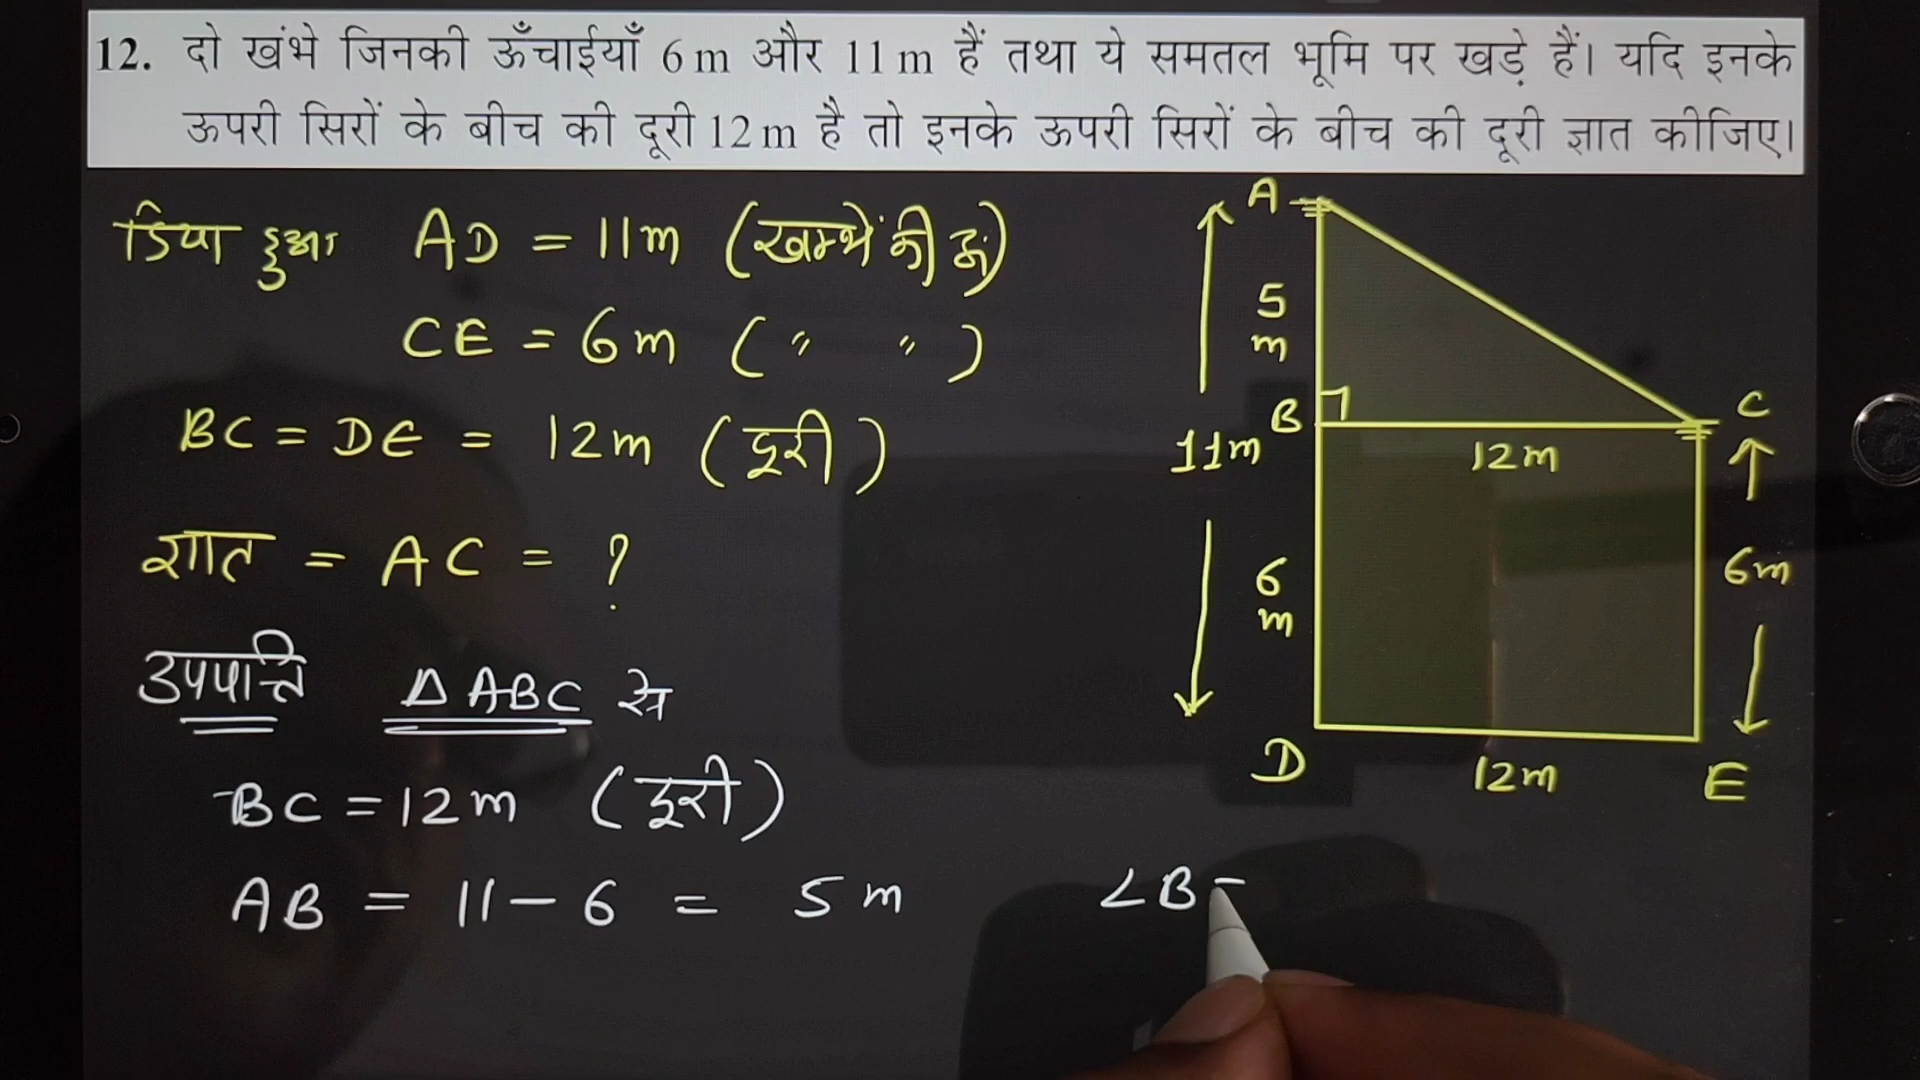 12. दो खंभे जिनकी ऊँचाईयाँ 6 m और 11 m हैं तथा ये समतल भूमि पर खड़े हैं। यदि इनके
ऊपरी सिरों के बीच की दूरी 12 m है तो इनके ऊपरी सिरों के बीच की दूरी ज्ञात कीजिए।
दिया हुआ AD = 11m (खम्भें की ऊं)
CE = 6m ( " " )
BC = DE = 12m (दूरी)
ज्ञात = AC = ?
उपपत्ति Δ ABC से
BC = 12m (दूरी)
AB = 11 - 6 = 5 m
∠B =
A
5
m
B
C
11m
12m
6
m
6m
D
12m
E